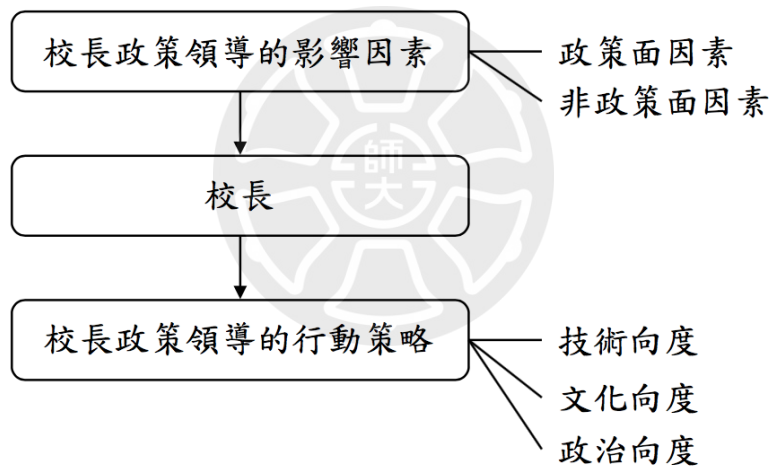 校長政策領導的影響因素
政策面因素
非政策面因素
師大
校長
校長政策領導的行動策略
技術向度
文化向度
政治向度